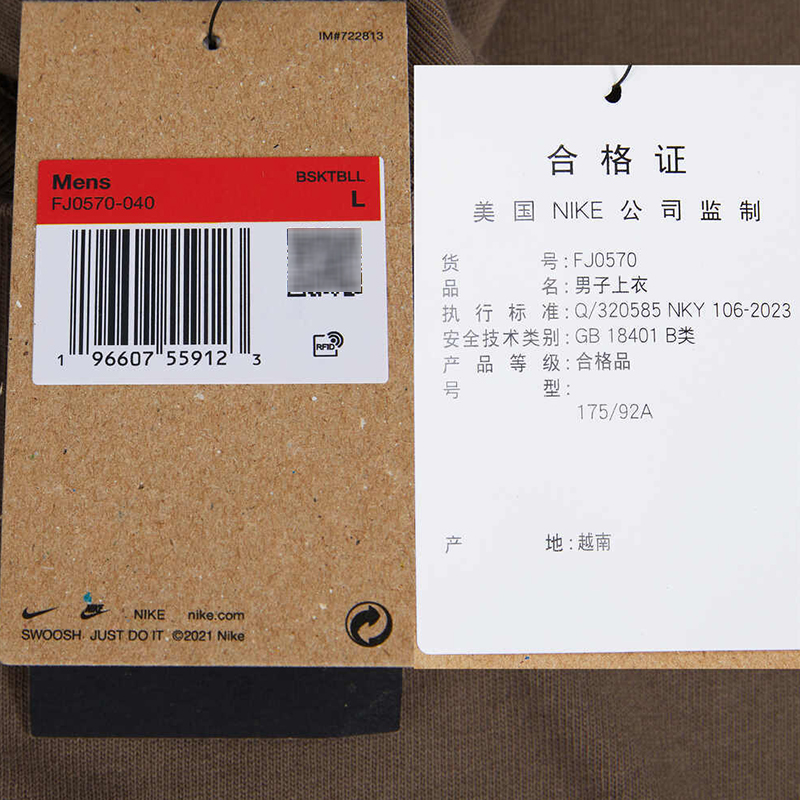 IM#722813
Mens
BSKTBLL
FJ0570-040
L
1 96607 55912 3
RFID
NIKE nike.com
SWOOSH JUST DO IT. ©2021 Nike
合格证
美国 NIKE 公司监制
货号:FJ0570
品名:男子上衣
执行标准:Q/320585 NKY 106-2023
安全技术类别:GB 18401 B类
产品等级:合格品
号型:
175/92A
产地:越南